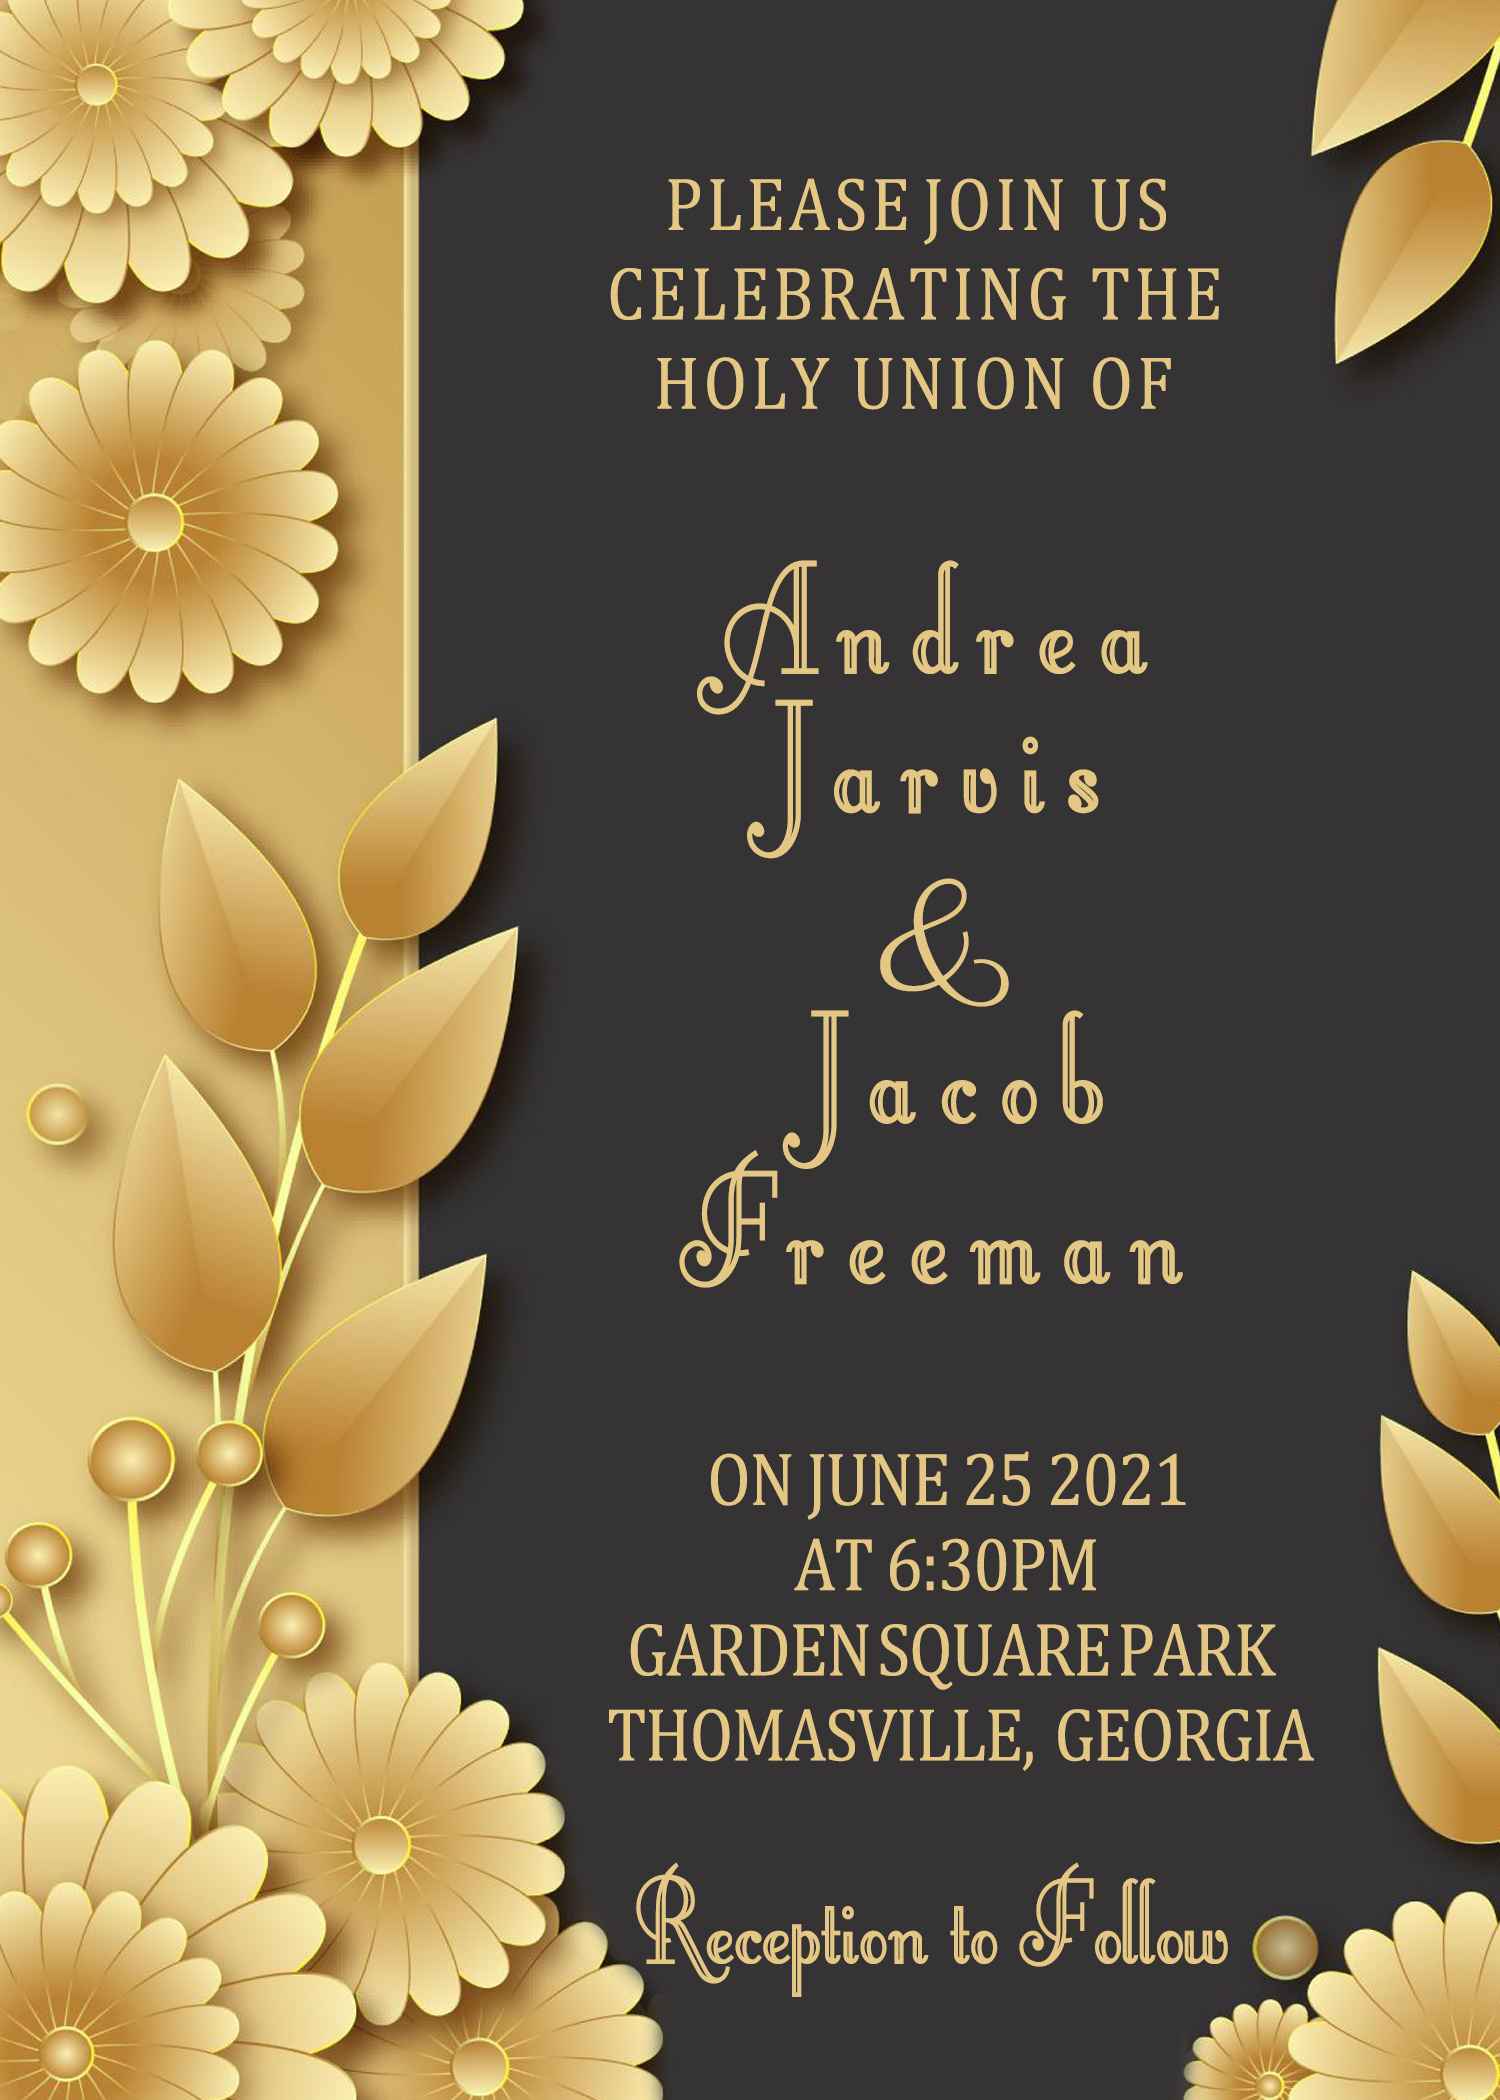 PLEASE JOIN US
CELEBRATING THE
HOLY UNION OF
Andrea
Jarvis
&
Jacob
Freeman
ON JUNE 25 2021
AT 6:30PM
GARDEN SQUARE PARK
THOMASVILLE, GEORGIA
Reception to Follow